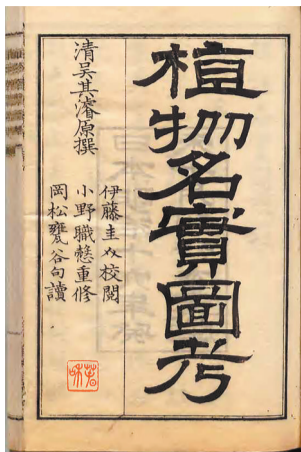 植物名實圖考
伊藤圭介校閲
小野職愨重修
岡松甕谷句讀
清吳其濬原撰